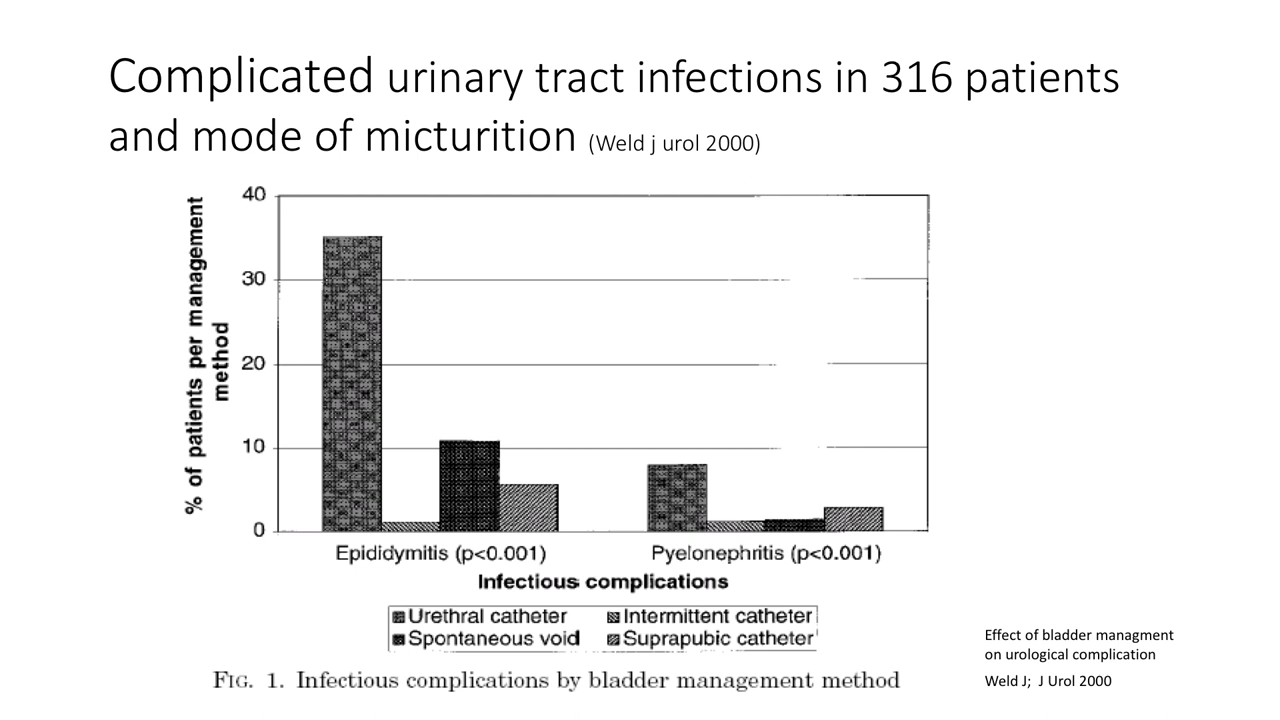 Complicated urinary tract infections in 316 patients
and mode of micturition (Weld j urol 2000)
% of patients per management
method
40
30
20
10
0
Epididymitis (p<0.001)
Pyelonephritis (p<0.001)
Infectious complications
Urethral catheter
Intermittent catheter
Spontaneous void
Suprapubic catheter
FIG. 1. Infectious complications by bladder management method
Effect of bladder managment
on urological complication
Weld J; J Urol 2000